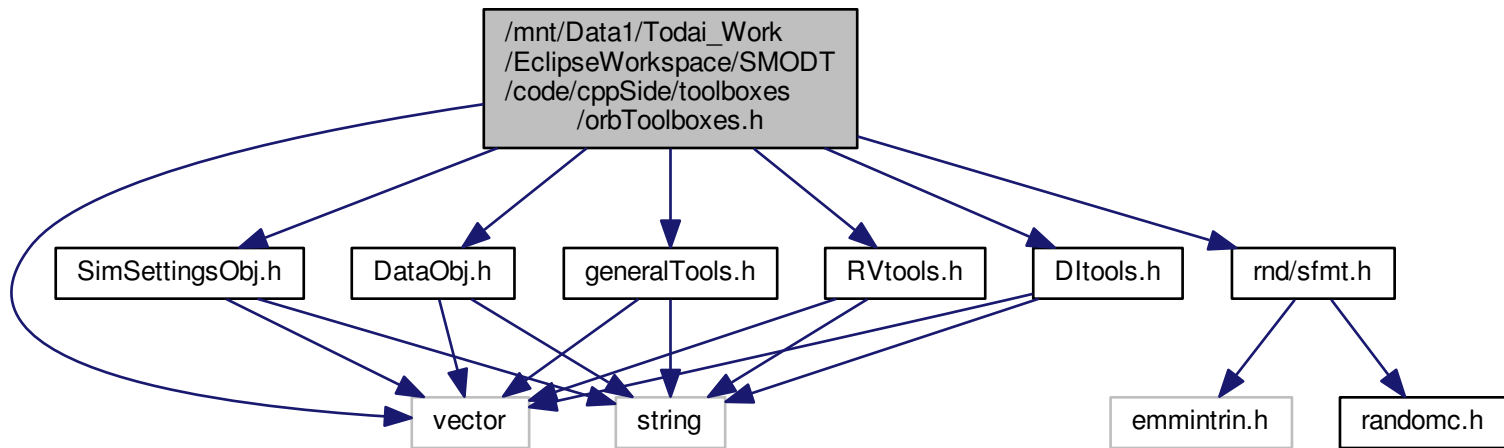 /mnt/Data1/Todai_Work
/EclipseWorkspace/SMODT
/code/cppSide/toolboxes
/orbToolboxes.h
SimSettingsObj.h
DataObj.h
generalTools.h
RVtools.h
DItools.h
rnd/sfmt.h
vector
string
emmintrin.h
randomc.h